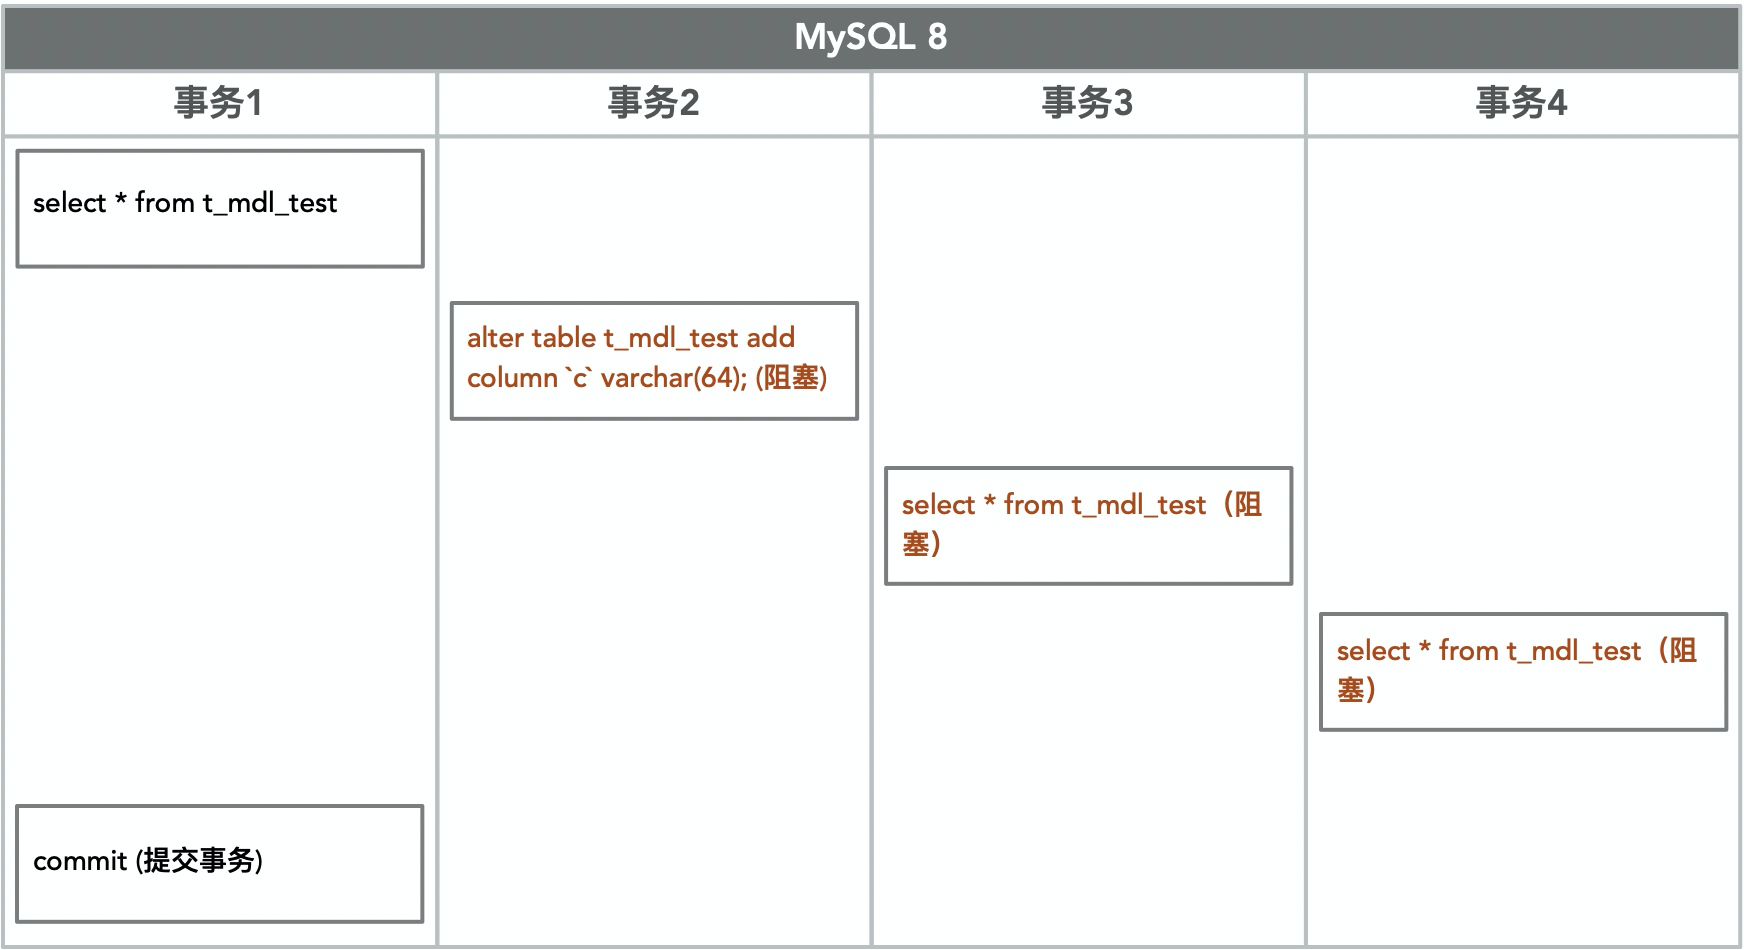 MySQL 8
事务1
事务2
事务3
事务4
select * from t_mdl_test
alter table t_mdl_test add
column `c` varchar(64); (阻塞)
select * from t_mdl_test（阻
塞）
select * from t_mdl_test（阻
塞）
commit (提交事务)